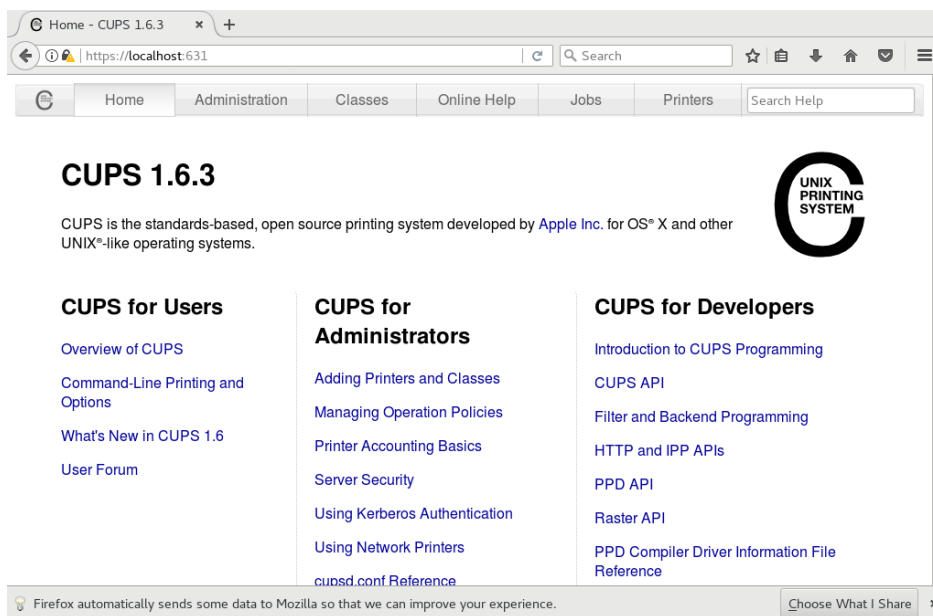 Home - CUPS 1.6.3
https://localhost:631
Search
Home
Administration
Classes
Online Help
Jobs
Printers
Search Help
CUPS 1.6.3
CUPS is the standards-based, open source printing system developed by Apple Inc. for OS® X and other
UNIX®-like operating systems.
UNIX
PRINTING
SYSTEM
CUPS for Users
Overview of CUPS
Command-Line Printing and
Options
What's New in CUPS 1.6
User Forum
CUPS for
Administrators
Adding Printers and Classes
Managing Operation Policies
Printer Accounting Basics
Server Security
Using Kerberos Authentication
Using Network Printers
cupsd.conf Reference
CUPS for Developers
Introduction to CUPS Programming
CUPS API
Filter and Backend Programming
HTTP and IPP APIs
PPD API
Raster API
PPD Compiler Driver Information File
Reference
Firefox automatically sends some data to Mozilla so that we can improve your experience.
Choose What I Share